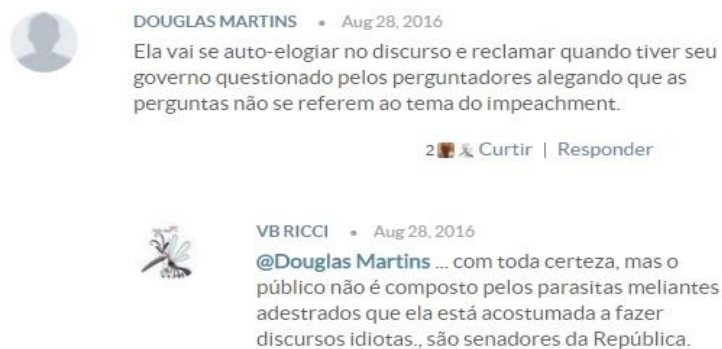 DOUGLAS MARTINS • Aug 28, 2016
Ela vai se auto-elogiar no discurso e reclamar quando tiver seu
governo questionado pelos perguntadores alegando que as
perguntas não se referem ao tema do impeachment.
2 Curtir | Responder
VB RICCI • Aug 28, 2016
@Douglas Martins ... com toda certeza, mas o
público não é composto pelos parasitas meliantes
adestrados que ela está acostumada a fazer
discursos idiotas., são senadores da República.